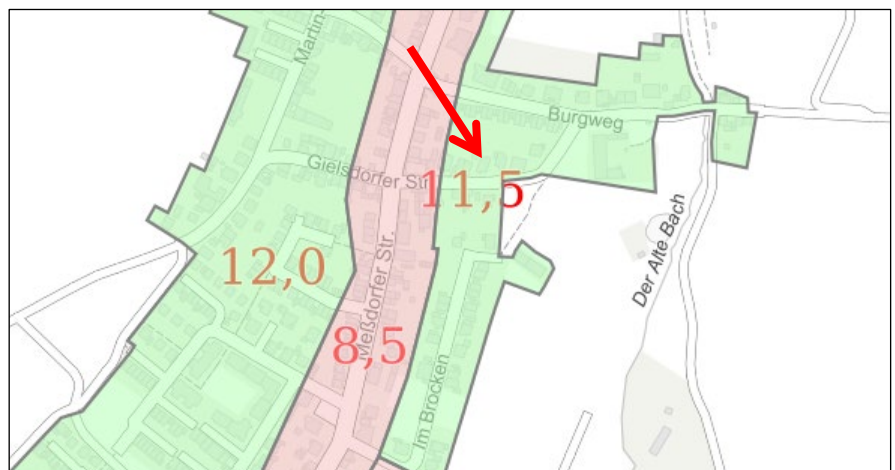 Martin-
Burgweg
Gielsdorfer Str.
11,5
Der Alte Bach
12,0
Meßdorfer Str.
8,5
Im Brocken